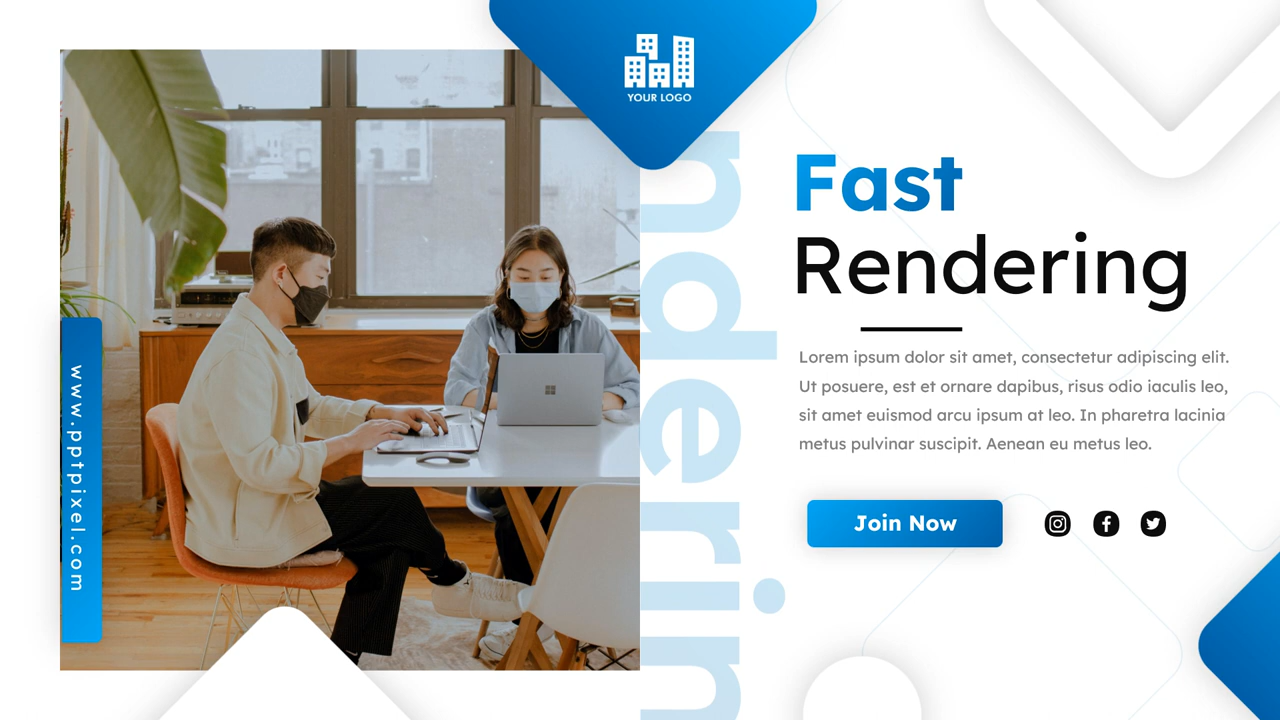 YOUR LOGO
Fast
Rendering
Lorem ipsum dolor sit amet, consectetur adipiscing elit.
Ut posuere, est et ornare dapibus, risus odio iaculis leo,
sit amet euismod arcu ipsum at leo. In pharetra lacinia
metus pulvinar suscipit. Aenean eu metus leo.
Join Now
www.pptpixel.com
nderin